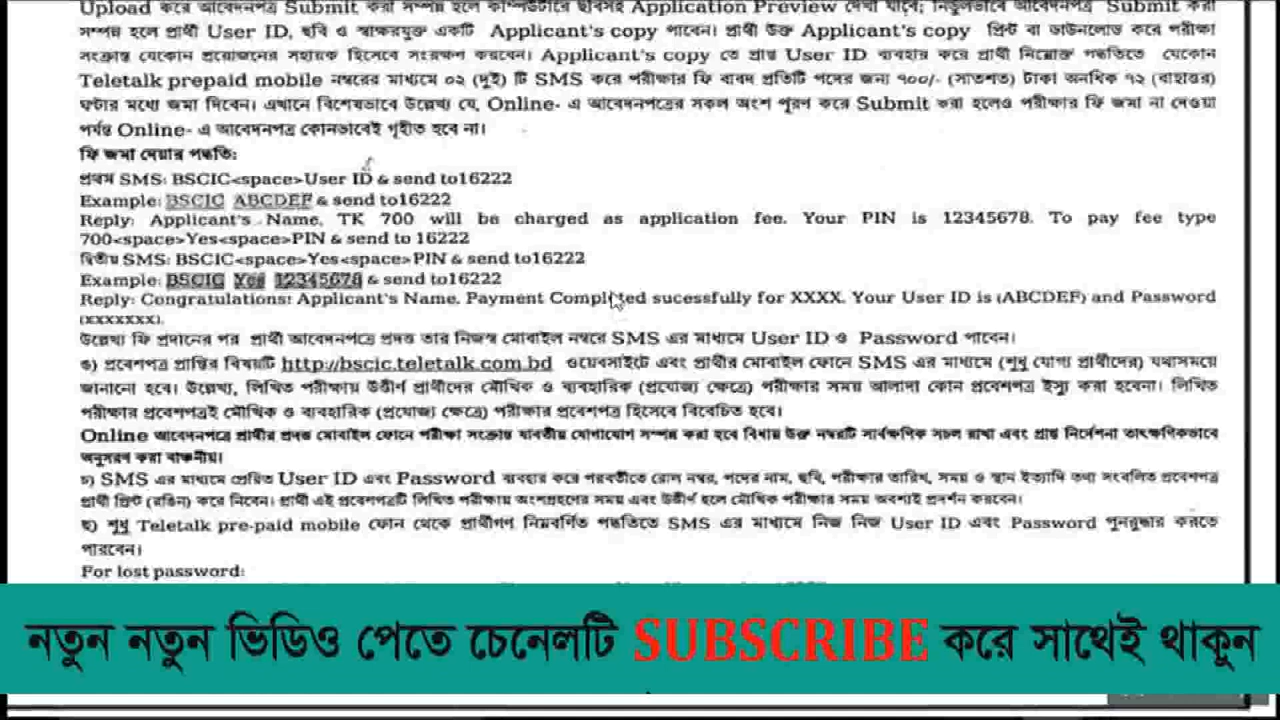 Upload করে আবেদনপত্র Submit করা সম্পন্ন হলে কম্পিউটারে ছবিসহ Application Preview দেখা যাবে; নির্ভুলভাবে আবেদনপত্র Submit করা
সম্পন্ন হলে প্রার্থী User ID, ছবি ও স্বাক্ষরযুক্ত একটি Applicant's copy পাবেন। প্রার্থী উক্ত Applicant's copy প্রিন্ট বা ডাউনলোড করে পরীক্ষা
সংক্রান্ত যেকোন প্রয়োজনের সহায়ক হিসেবে সংরক্ষণ করবেন। Applicant's copy তে প্রাপ্ত User ID ব্যবহার করে প্রার্থী নিম্নোক্ত পদ্ধতিতে যেকোন
Teletalk prepaid mobile নম্বরের মাধ্যমে ০২ (দুই) টি SMS করে পরীক্ষার ফি বাবদ প্রতিটি পদের জন্য ৭০০/- (সাতশত) টাকা অনধিক ৭২ (বাহাত্তর)
ঘন্টার মধ্যে জমা দিবেন। এখানে বিশেষভাবে উল্লেখ্য যে, Online- এ আবেদনপত্রের সকল অংশ পূরণ করে Submit করা হলেও পরীক্ষার ফি জমা না দেওয়া
পর্যন্ত Online- এ আবেদনপত্র কোনভাবেই গৃহীত হবে না।
ফি জমা দেয়ার পদ্ধতি:
প্রথম SMS: BSCIC<space>User ID & send to16222
Example: BSCIC ABCDEF & send to16222
Reply: Applicant's Name, TK 700 will be charged as application fee. Your PIN is 12345678. To pay fee type
700<space>Yes<space>PIN & send to 16222
দ্বিতীয় SMS: BSCIC<space>Yes<space>PIN & send to16222
Example: BSCIC Yes 12345678 & send to16222
Reply: Congratulations! Applicant's Name, Payment Completed sucessfully for XXXX. Your User ID is (ABCDEF) and Password
(xxxxxxx).
উল্লেখ্য ফি প্রদানের পর প্রার্থী আবেদনপত্রে প্রদত্ত তার নিজস্ব মোবাইল নম্বরে SMS এর মাধ্যমে User ID ও Password পাবেন।
ঙ) প্রবেশপত্র প্রাপ্তির বিষয়টি http://bscic.teletalk.com.bd ওয়েবসাইটে এবং প্রার্থীর মোবাইল ফোনে SMS এর মাধ্যমে (শুধু যোগ্য প্রার্থীদের) যথাসময়ে
জানানো হবে। উল্লেখ্য, লিখিত পরীক্ষায় উত্তীর্ণ প্রার্থীদের মৌখিক ও ব্যবহারিক (প্রযোজ্য ক্ষেত্রে) পরীক্ষার সময় আলাদা কোন প্রবেশপত্র ইস্যু করা হবেনা। লিখিত
পরীক্ষার প্রবেশপত্রই মৌখিক ও ব্যবহারিক (প্রযোজ্য ক্ষেত্রে) পরীক্ষার প্রবেশপত্র হিসেবে বিবেচিত হবে।
Online আবেদনপত্রে প্রার্থীর প্রদত্ত মোবাইল ফোনে পরীক্ষা সংক্রান্ত যাবতীয় যোগাযোগ সম্পন্ন করা হবে বিধায় উক্ত নম্বরটি সার্বক্ষণিক সচল রাখা এবং প্রাপ্ত নির্দেশনা তাৎক্ষণিকভাবে
অনুসরণ করা বাঞ্চনীয়।
চ) SMS এর মাধ্যমে প্রেরিত User ID এবং Password ব্যবহার করে পরবর্তীতে রোল নম্বর, পদের নাম, ছবি, পরীক্ষার তারিখ, সময় ও স্থান ইত্যাদি তথ্য সংবলিত প্রবেশপত্র
প্রার্থী প্রিন্ট (রঙিন) করে নিবেন। প্রার্থী এই প্রবেশপত্রটি লিখিত পরীক্ষায় অংশগ্রহণের সময় এবং উত্তীর্ণ হলে মৌখিক পরীক্ষার সময় অবশ্যই প্রদর্শন করবেন।
ছ) শুধু Teletalk pre-paid mobile ফোন থেকে প্রার্থীগণ নিম্নবর্ণিত পদ্ধতিতে SMS এর মাধ্যমে নিজ নিজ User ID এবং Password পুনরুদ্ধার করতে
পারবেন।
For lost password:
নতুন নতুন ভিডিও পেতে চেনেলটি SUBSCRIBE করে সাথেই থাকুন